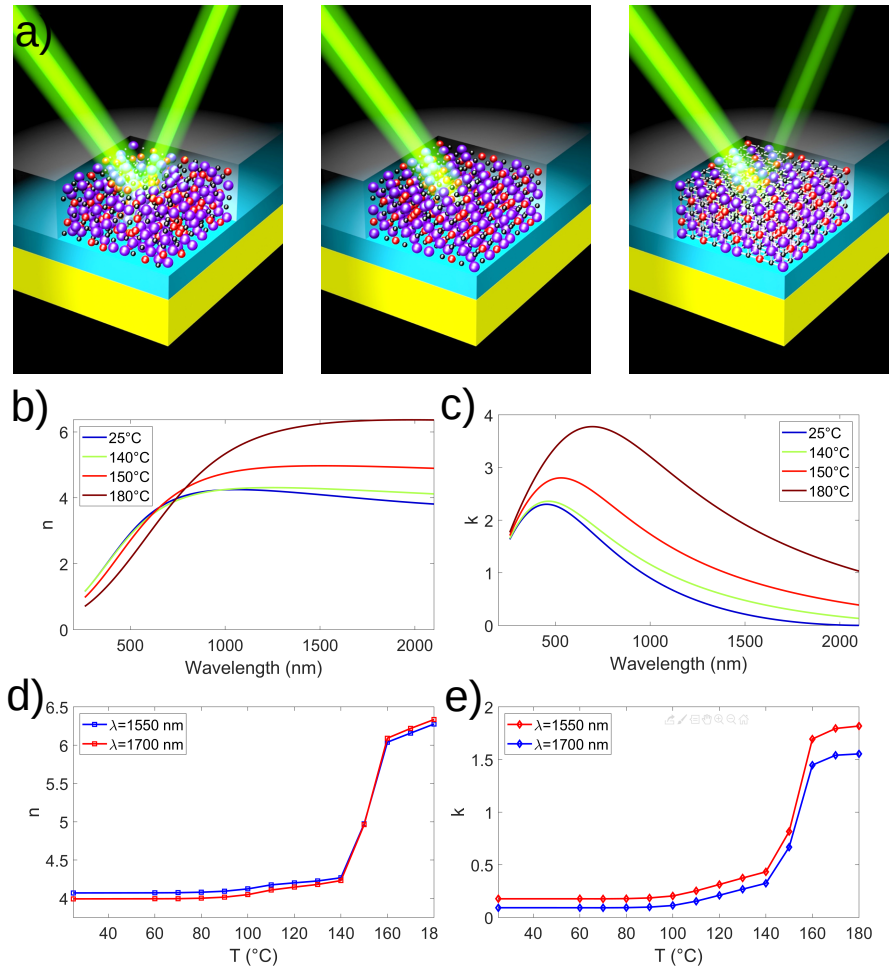 a)
b)
c)
6
4
2
0
n
25°C
140°C
150°C
180°C
500
1000
1500
2000
Wavelength (nm)
4
3
2
1
0
k
25°C
140°C
150°C
180°C
500
1000
1500
2000
Wavelength (nm)
d)
e)
6.5
6
5.5
5
4.5
4
n
λ=1550 nm
λ=1700 nm
40
60
80
100
120
140
160
180
T (°C)
2
1.5
1
0.5
0
k
λ=1550 nm
λ=1700 nm
40
60
80
100
120
140
160
180
T (°C)